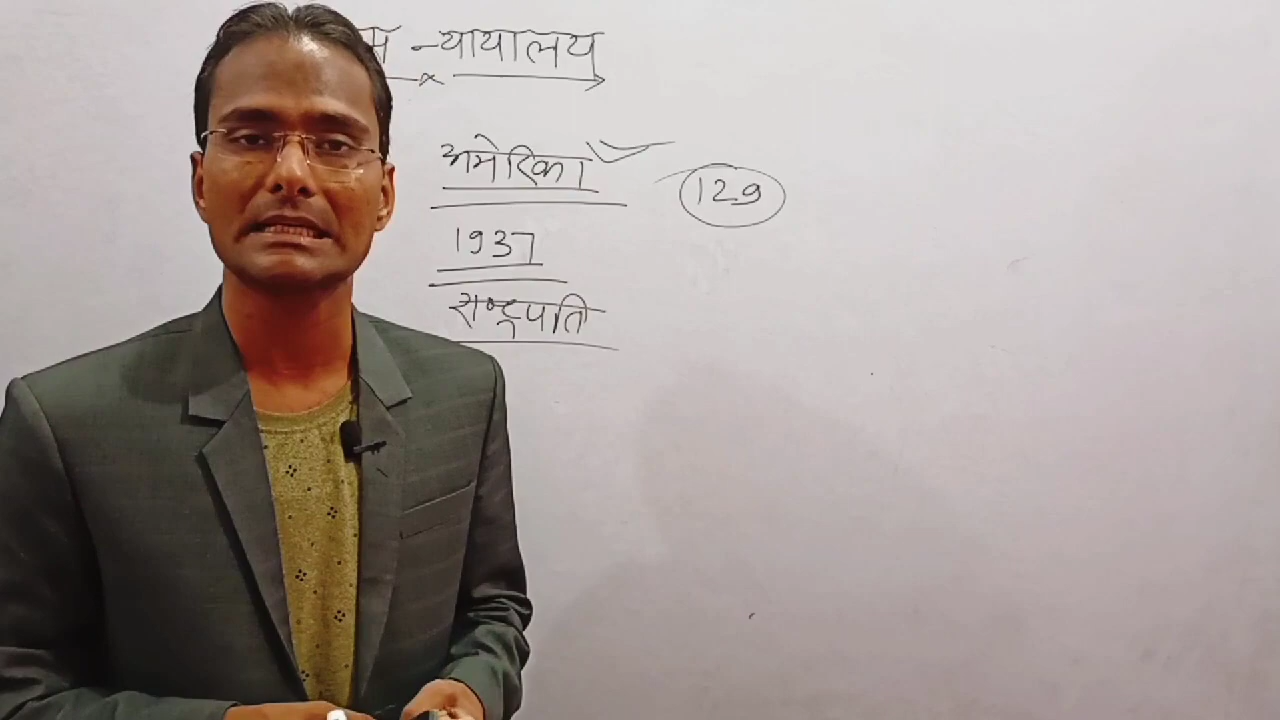 न्यायालय
अमेरिका
129
1937
राष्ट्रपति